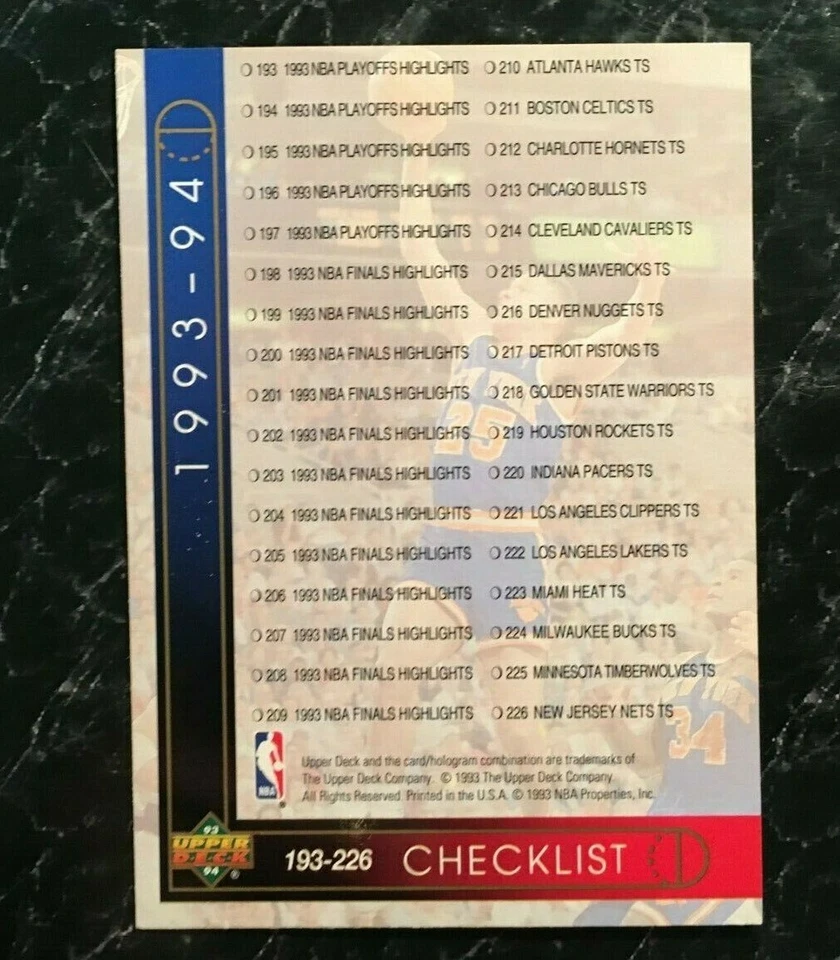 1993-94
193 1993 NBA PLAYOFFS HIGHLIGHTS
194 1993 NBA PLAYOFFS HIGHLIGHTS
195 1993 NBA PLAYOFFS HIGHLIGHTS
196 1993 NBA PLAYOFFS HIGHLIGHTS
197 1993 NBA PLAYOFFS HIGHLIGHTS
198 1993 NBA FINALS HIGHLIGHTS
199 1993 NBA FINALS HIGHLIGHTS
200 1993 NBA FINALS HIGHLIGHTS
201 1993 NBA FINALS HIGHLIGHTS
202 1993 NBA FINALS HIGHLIGHTS
203 1993 NBA FINALS HIGHLIGHTS
204 1993 NBA FINALS HIGHLIGHTS
205 1993 NBA FINALS HIGHLIGHTS
206 1993 NBA FINALS HIGHLIGHTS
207 1993 NBA FINALS HIGHLIGHTS
208 1993 NBA FINALS HIGHLIGHTS
209 1993 NBA FINALS HIGHLIGHTS
210 ATLANTA HAWKS TS
211 BOSTON CELTICS TS
212 CHARLOTTE HORNETS TS
213 CHICAGO BULLS TS
214 CLEVELAND CAVALIERS TS
215 DALLAS MAVERICKS TS
216 DENVER NUGGETS TS
217 DETROIT PISTONS TS
218 GOLDEN STATE WARRIORS TS
219 HOUSTON ROCKETS TS
220 INDIANA PACERS TS
221 LOS ANGELES CLIPPERS TS
222 LOS ANGELES LAKERS TS
223 MIAMI HEAT TS
224 MILWAUKEE BUCKS TS
225 MINNESOTA TIMBERWOLVES TS
226 NEW JERSEY NETS TS
25
34
NBA ®
Upper Deck and the card/hologram combination are trademarks of
The Upper Deck Company. © 1993 The Upper Deck Company.
All Rights Reserved. Printed in the U.S.A. © 1993 NBA Properties, Inc.
93
UPPER
DECK
94 ®
193-226 CHECKLIST